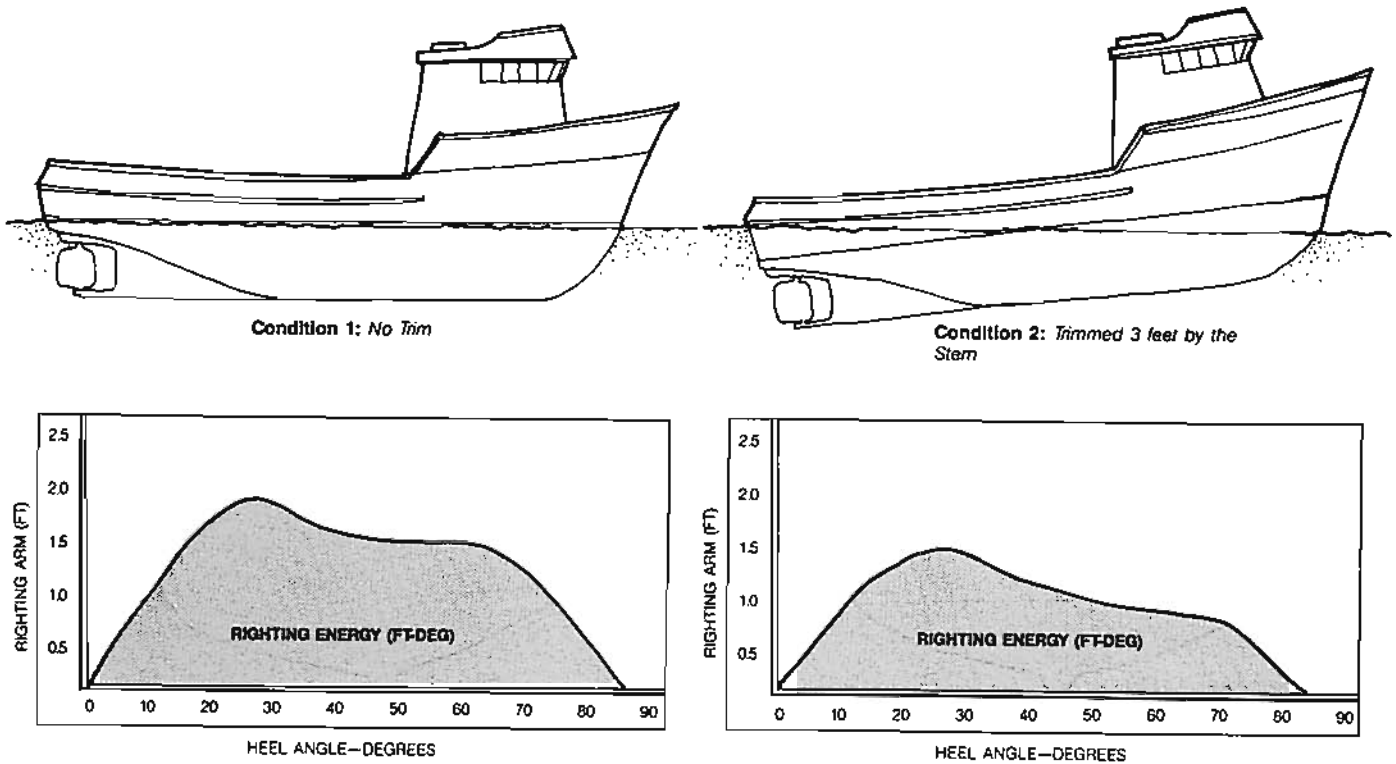 Condition 1: No Trim
Condition 2: Trimmed 3 feet by the
Stern
RIGHTING ARM (FT)
2.5
2.0
1.5
1.0
0.5
RIGHTING ENERGY (FT-DEG)
0 10 20 30 40 50 60 70 80 90
HEEL ANGLE—DEGREES
RIGHTING ARM (FT)
2.5
2.0
1.5
1.0
0.5
RIGHTING ENERGY (FT-DEG)
0 10 20 30 40 50 60 70 80 90
HEEL ANGLE—DEGREES